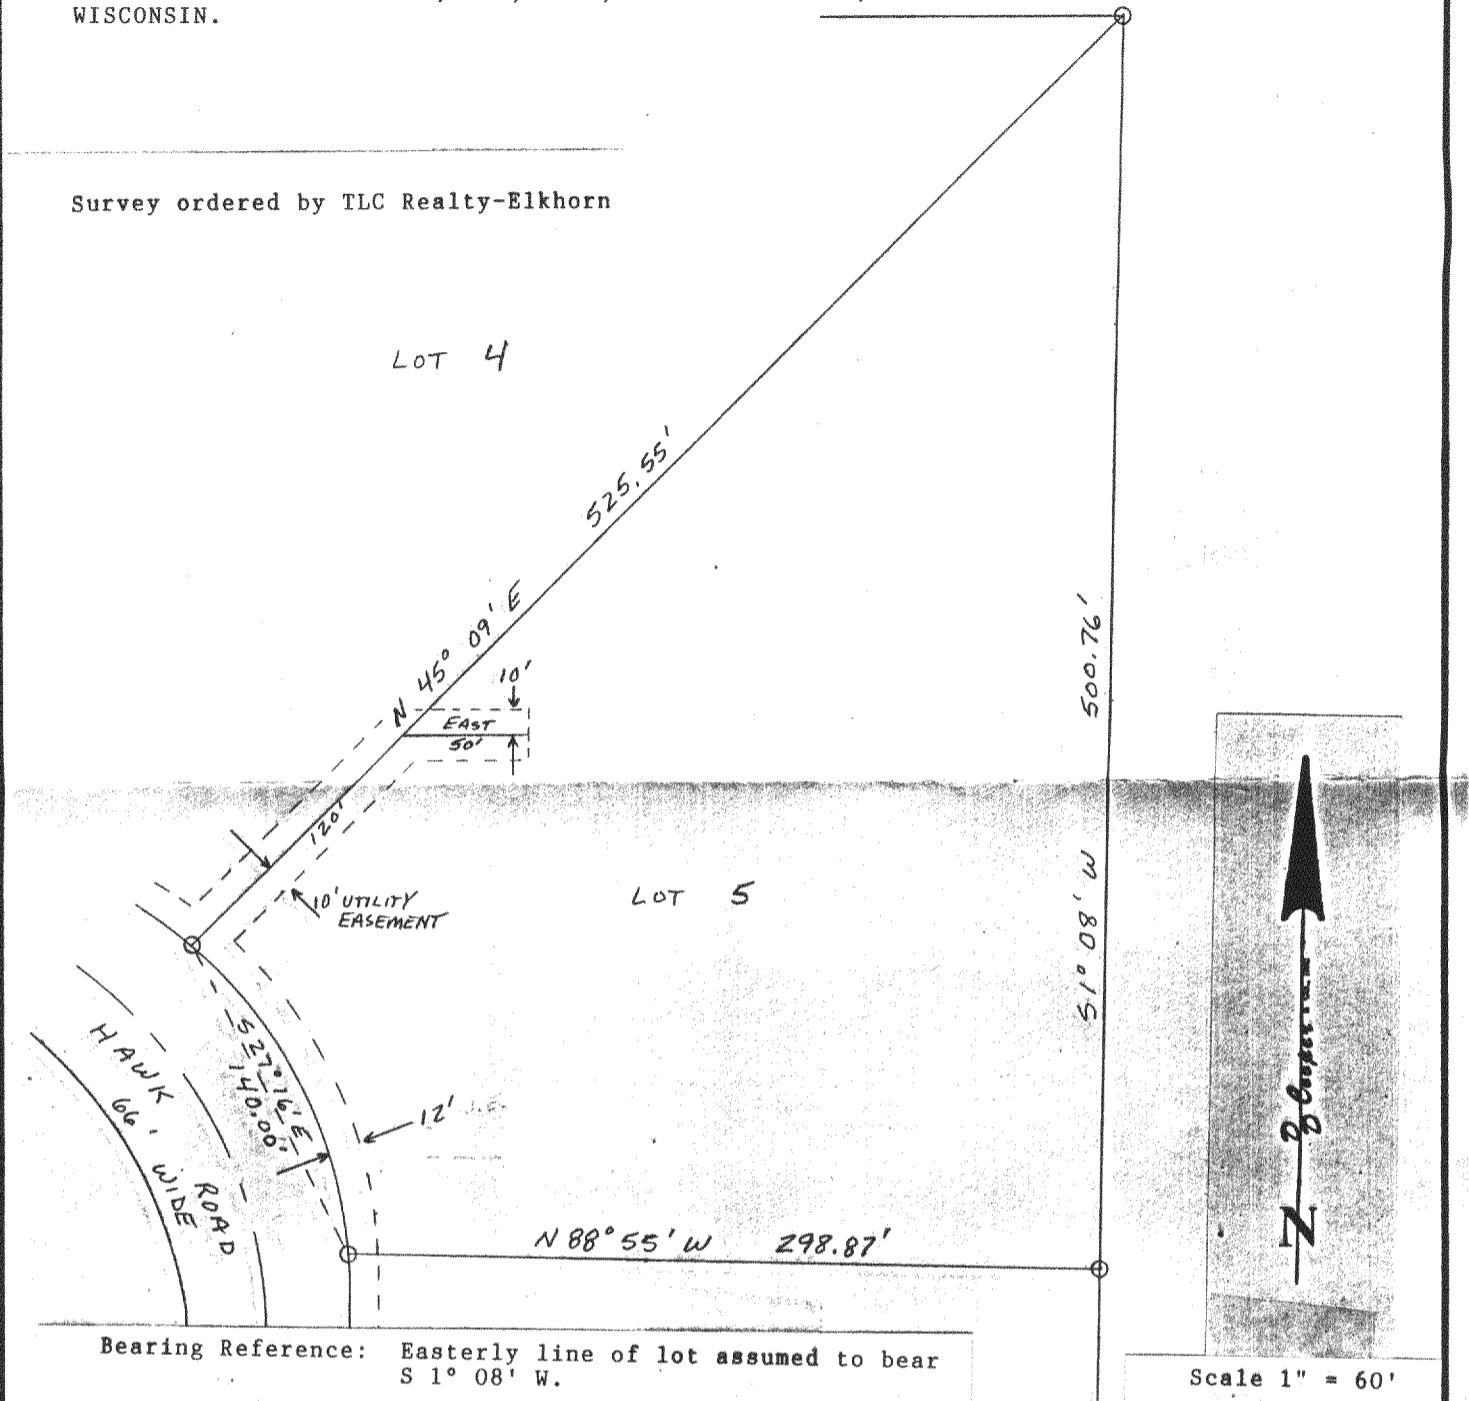 WISCONSIN.
Survey ordered by TLC Realty-Elkhorn
LOT 4
525.55'
N 45° 09' E
10'
EAST
50'
120'
10' UTILITY
EASEMENT
LOT 5
500.76'
S 1° 08' W
S 27° 16' E
140.00'
12'
HAWK ROAD
66' WIDE
N 88° 55' W 298.87'
N
Bearing Reference: Easterly line of lot assumed to bear
S 1° 08' W.
Scale 1" = 60'